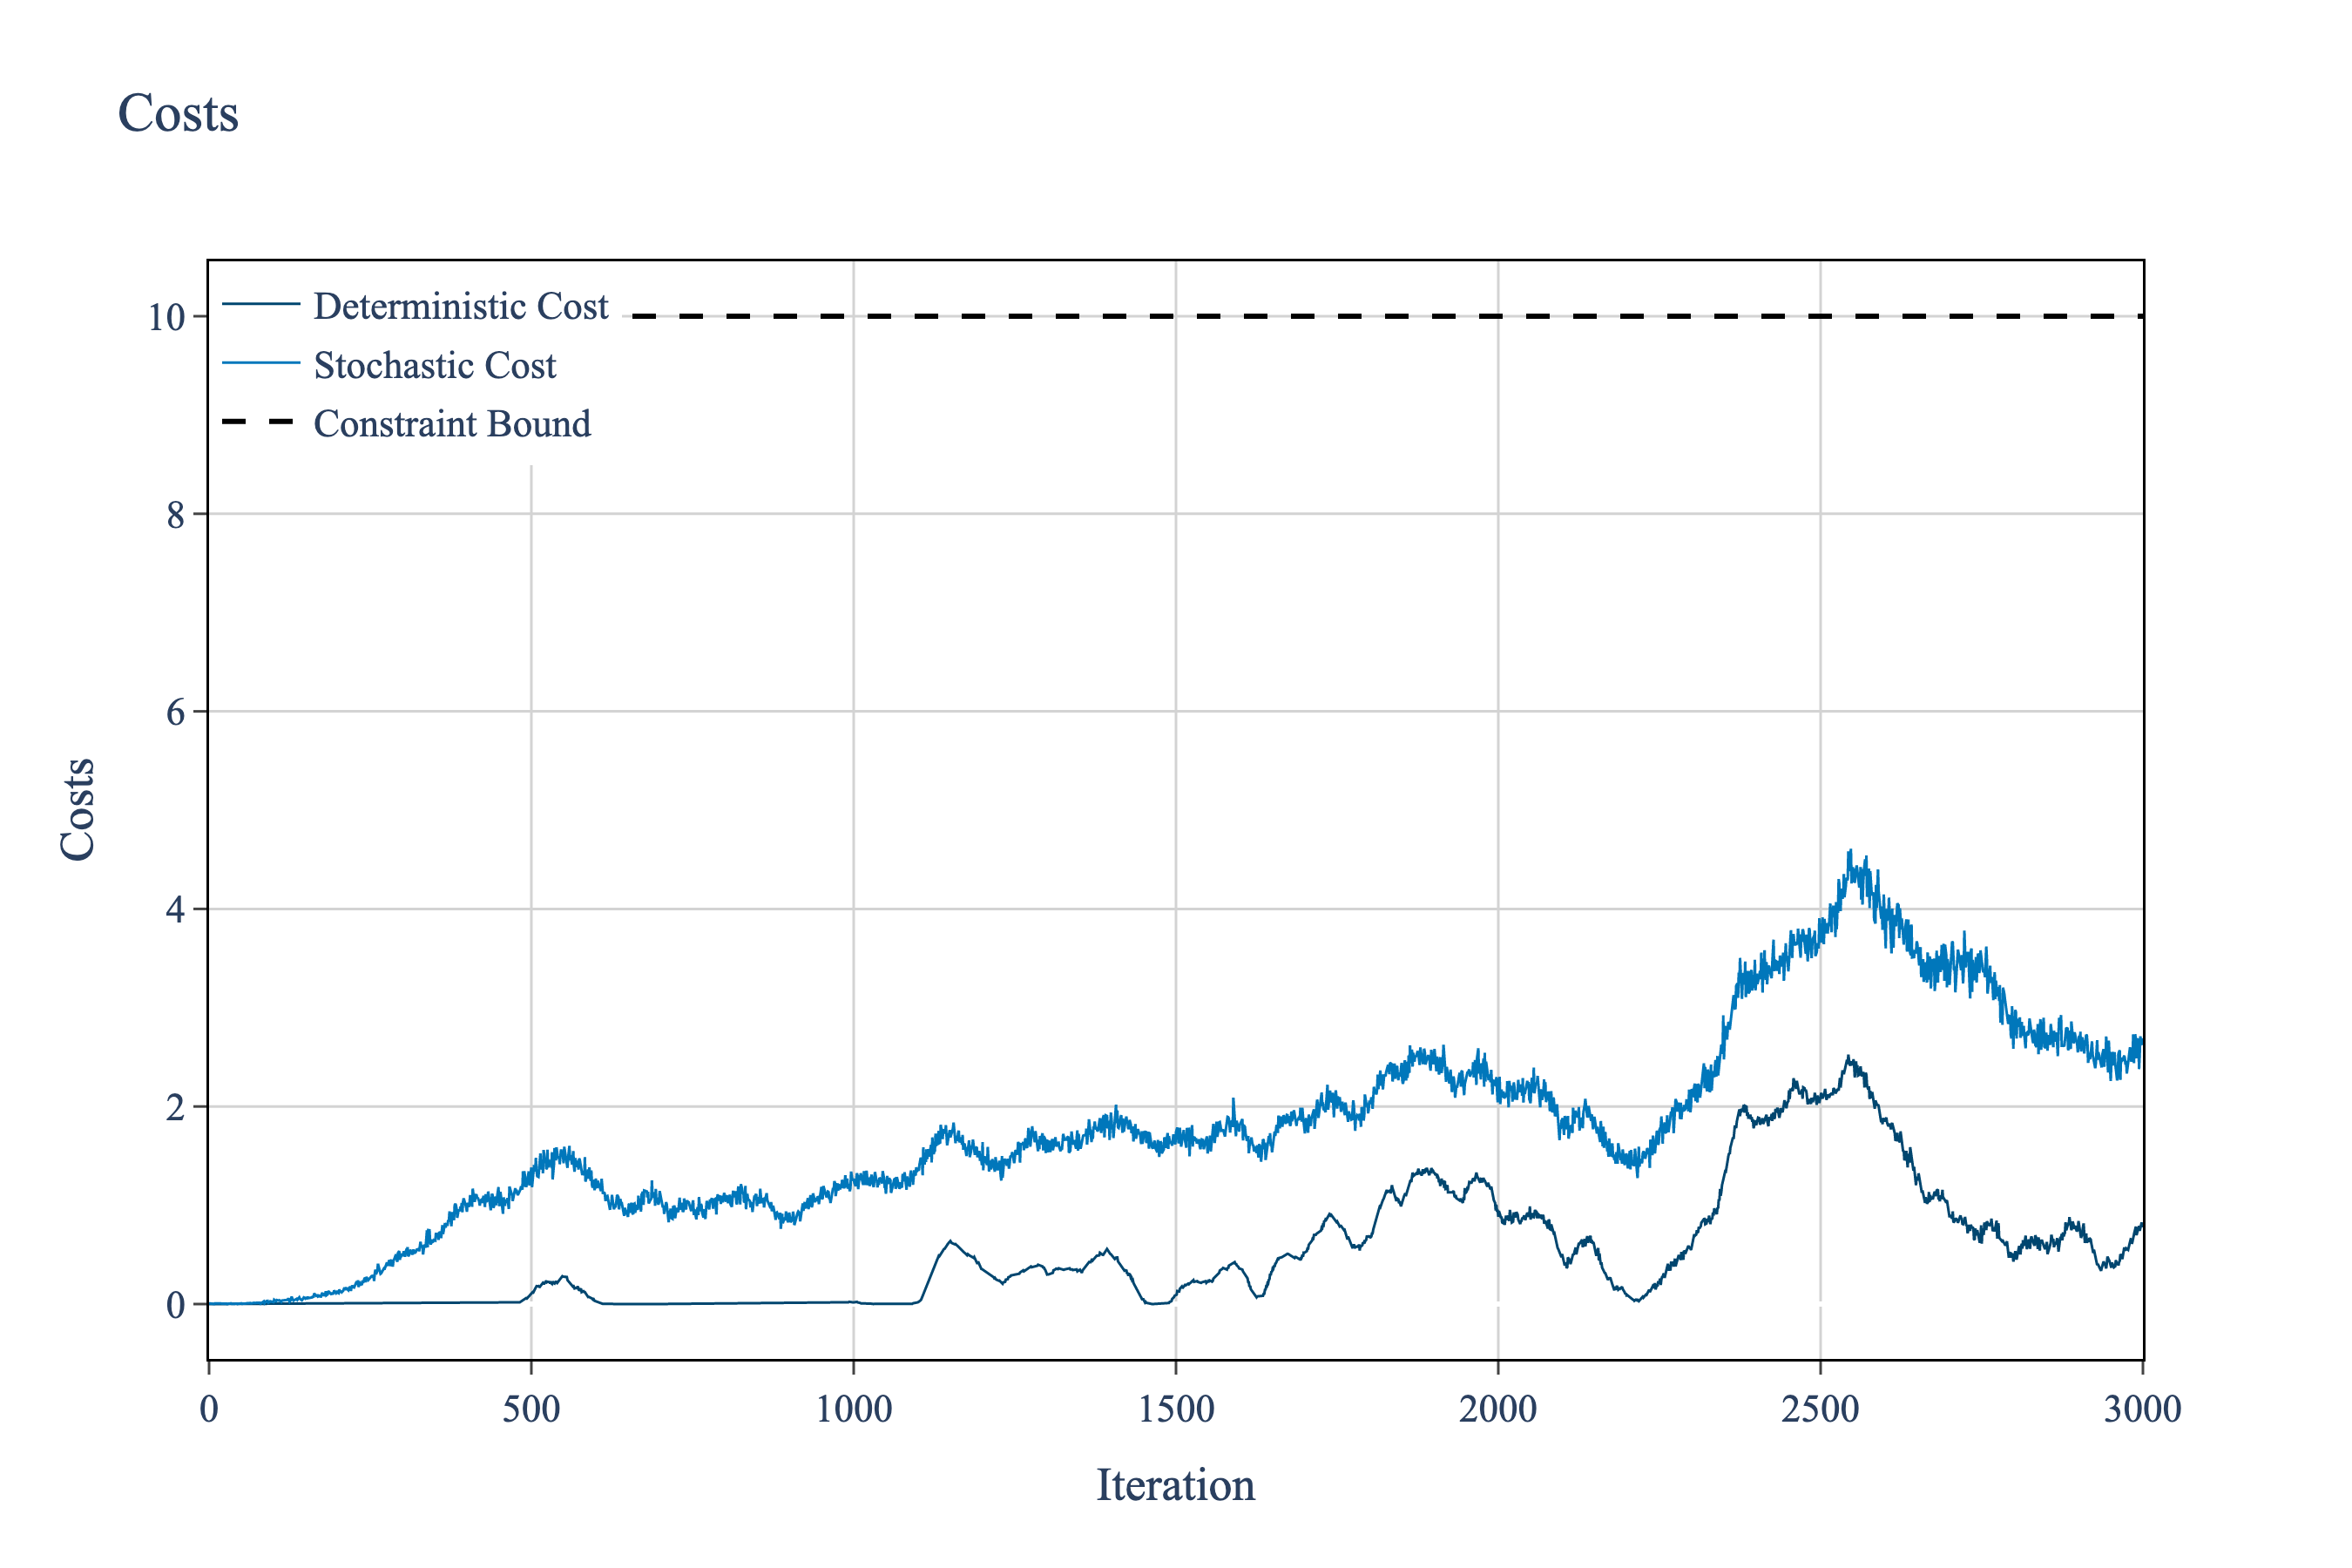 Costs
Deterministic Cost
Stochastic Cost
Constraint Bound
10
8
6
4
2
0
Costs
0 500 1000 1500 2000 2500 3000
Iteration